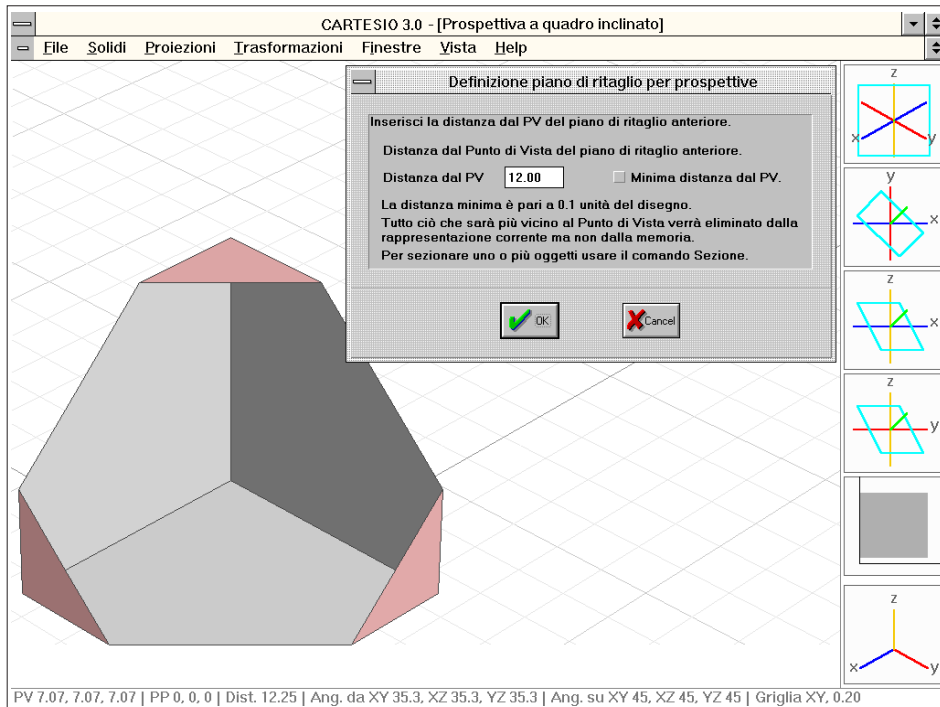 CARTESIO 3.0 - [Prospettiva a quadro inclinato]
File Solidi Proiezioni Trasformazioni Finestre Vista Help
Definizione piano di ritaglio per prospettive
Inserisci la distanza dal PV del piano di ritaglio anteriore.
Distanza dal Punto di Vista del piano di ritaglio anteriore.
Distanza dal PV 12.00 Minima distanza dal PV.
La distanza minima è pari a 0.1 unità del disegno.
Tutto ciò che sarà più vicino al Punto di Vista verrà eliminato dalla
rappresentazione corrente ma non dalla memoria.
Per sezionare uno o più oggetti usare il comando Sezione.
OK Cancel
z
x y
y
x
z
x
z
y
z
x y
PV 7.07, 7.07, 7.07 | PP 0, 0, 0 | Dist. 12.25 | Ang. da XY 35.3, XZ 35.3, YZ 35.3 | Ang. su XY 45, XZ 45, YZ 45 | Griglia XY, 0.20